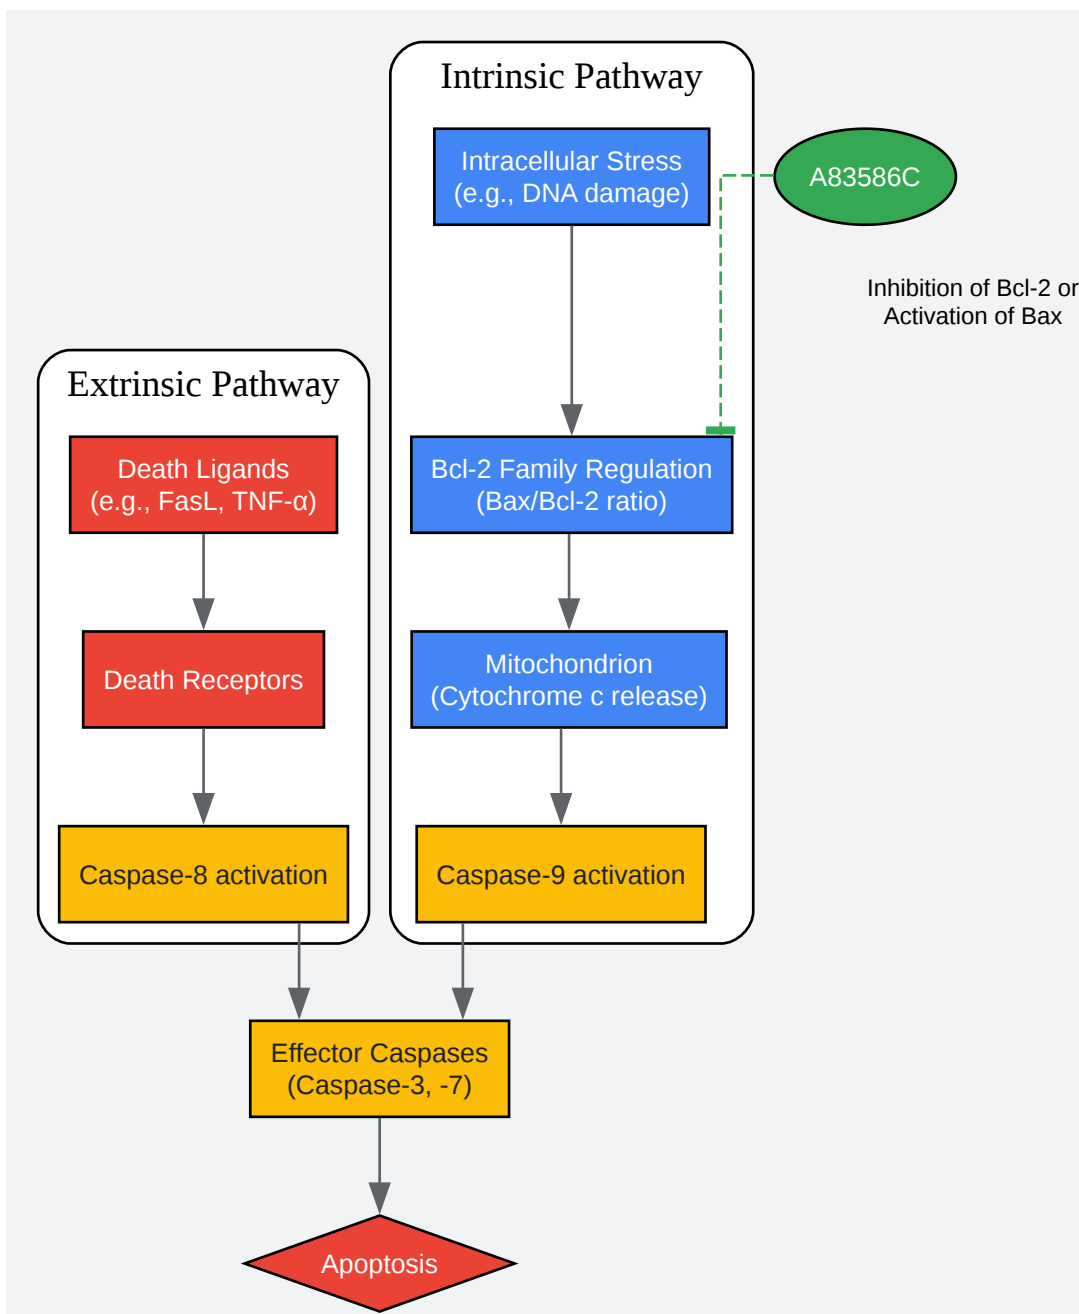 Intrinsic Pathway
Intracellular Stress
(e.g., DNA damage)
A83586C
Inhibition of Bcl-2 or
Activation of Bax
Extrinsic Pathway
Death Ligands
(e.g., FasL, TNF-α)
Bcl-2 Family Regulation
(Bax/Bcl-2 ratio)
Death Receptors
Mitochondrion
(Cytochrome c release)
Caspase-8 activation
Caspase-9 activation
Effector Caspases
(Caspase-3, -7)
Apoptosis